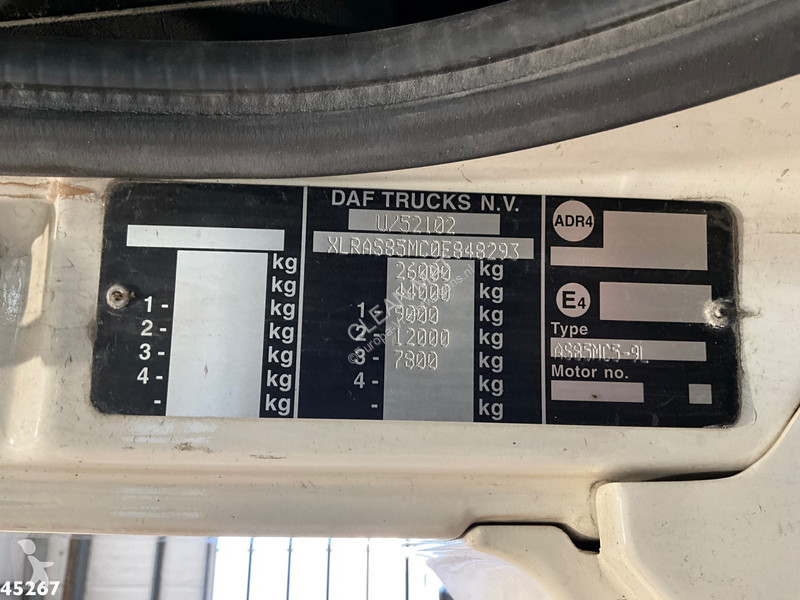 DAF TRUCKS N.V.
U/52102
XLRAS85MC0E848293
kg
kg
1- kg
2- kg
3- kg
4- kg
- kg
26000 kg
44000 kg
1 9000 kg
2 12000 kg
3- 7800 kg
4- kg
- kg
ADR4
E4
Type
AS85MC5-9L
Motor no.
45267